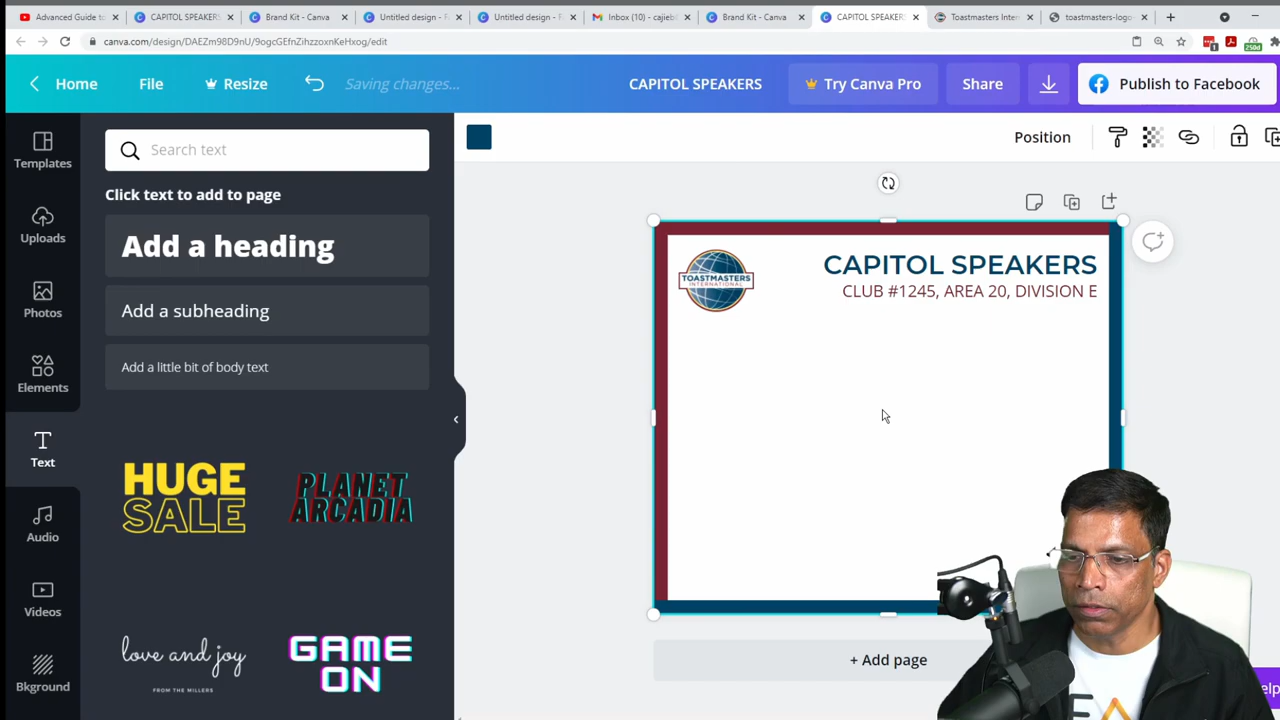 Advanced Guide to
CAPITOL SPEAKERS
Brand Kit - Canva
Untitled design - F
Untitled design - R
Inbox (10) - cajieb
Brand Kit - Canva
CAPITOL SPEAKERS
Toastmasters Inter
toastmasters-logo
canva.com/design/DAEZm98D9nU/9ogcGEfnZihzzoxnKeHxog/edit
Home
File
Resize
Saving changes...
CAPITOL SPEAKERS
Try Canva Pro
Share
Publish to Facebook
Templates
Uploads
Photos
Elements
Text
Audio
Videos
Bkground
Search text
Click text to add to page
Add a heading
Add a subheading
Add a little bit of body text
HUGE
SALE
PLANET
ARCADIA
love and joy
FROM THE MILLERS
GAME
ON
Position
TOASTMASTERS
INTERNATIONAL
CAPITOL SPEAKERS
CLUB #1245, AREA 20, DIVISION E
+ Add page